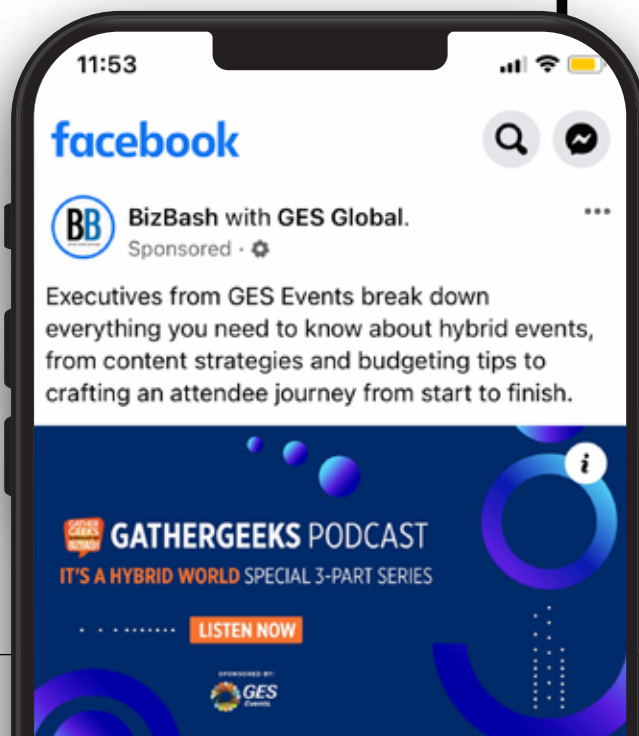 11:53
facebook
BB
BizBash with GES Global.
Sponsored ·
Executives from GES Events break down
everything you need to know about hybrid events,
from content strategies and budgeting tips to
crafting an attendee journey from start to finish.
i
GATHER
GEEKS
BIZBASH
GATHERGEEKS PODCAST
IT'S A HYBRID WORLD SPECIAL 3-PART SERIES
LISTEN NOW
SPONSORED BY:
GES
Events